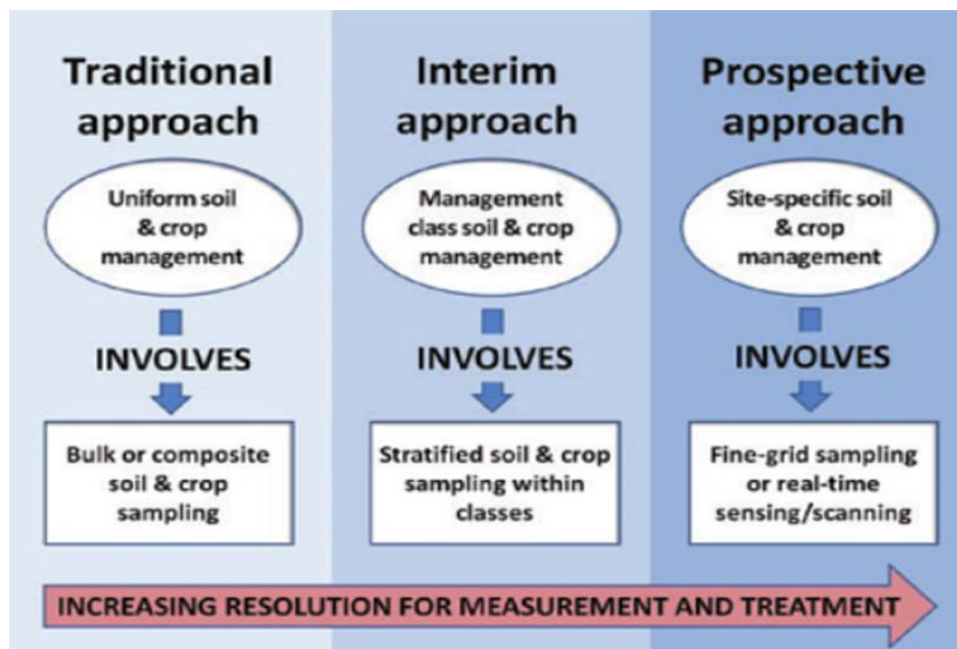 Traditional
approach
Uniform soil
& crop
management
INVOLVES
Bulk or composite
soil & crop
sampling
Interim
approach
Management
class soil & crop
management
INVOLVES
Stratified soil & crop
sampling within
classes
Prospective
approach
Site-specific soil
& crop
management
INVOLVES
Fine-grid sampling
or real-time
sensing/scanning
INCREASING RESOLUTION FOR MEASUREMENT AND TREATMENT